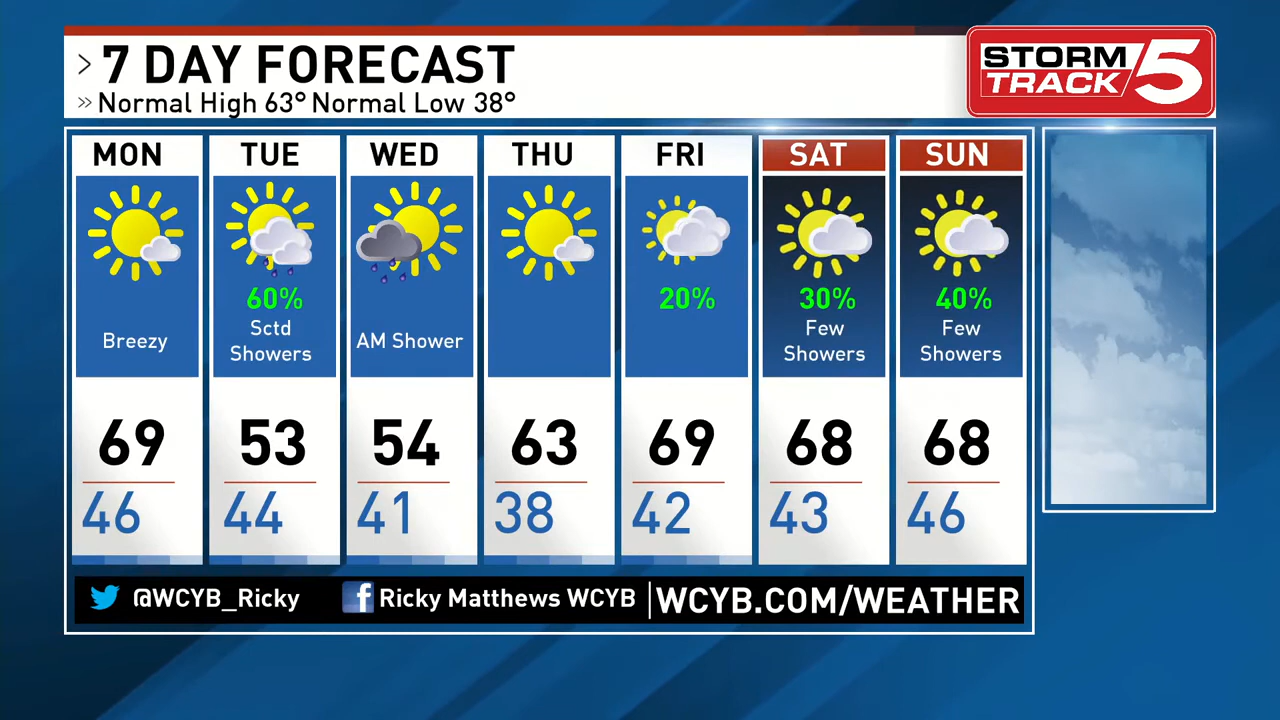 > 7 DAY FORECAST
» Normal High 63° Normal Low 38°
STORM
TRACK 5
MON
TUE
WED
THU
FRI
SAT
SUN
60%
20%
30%
40%
Breezy
Sctd
Showers
AM Shower
Few
Showers
Few
Showers
69
53
54
63
69
68
68
46
44
41
38
42
43
46
@WCYB_Ricky
f Ricky Matthews WCYB
WCYB.COM/WEATHER